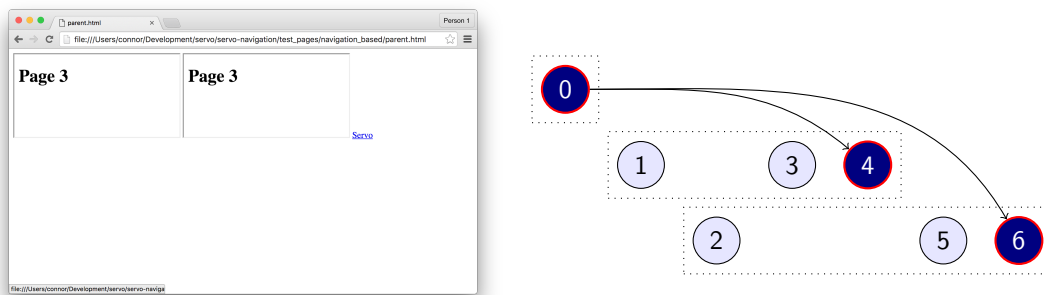 parent.html
Person 1
file:///Users/connor/Development/servo/servo-navigation/test_pages/navigation_based/parent.html
Page 3
Page 3
Servo
file:///Users/connor/Development/servo/servo-naviga
0
1
3
4
2
5
6